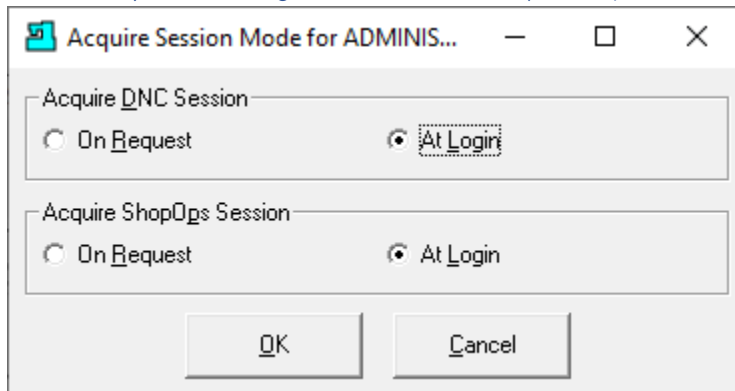 Acquire Session Mode for ADMINIS...
Acquire DNC Session
On Request At Login
Acquire ShopOps Session
On Request At Login
OK Cancel